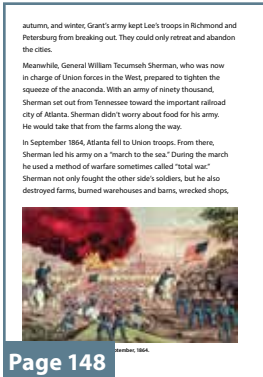 autumn, and winter, Grant's army kept Lee's troops in Richmond and
Petersburg from breaking out. They could only retreat and abandon
the cities.
Meanwhile, General William Tecumseh Sherman, who was now
in charge of Union forces in the West, prepared to tighten the
squeeze of the anaconda. With an army of ninety thousand,
Sherman set out from Tennessee toward the important railroad
city of Atlanta. Sherman didn't worry about food for his army.
He would take that from the farms along the way.
In September 1864, Atlanta fell to Union troops. From there,
Sherman led his army on a "march to the sea." During the march
he used a method of warfare sometimes called "total war."
Sherman not only fought the other side's soldiers, but he also
destroyed farms, burned warehouses and barns, wrecked shops,
1864.
Page 148